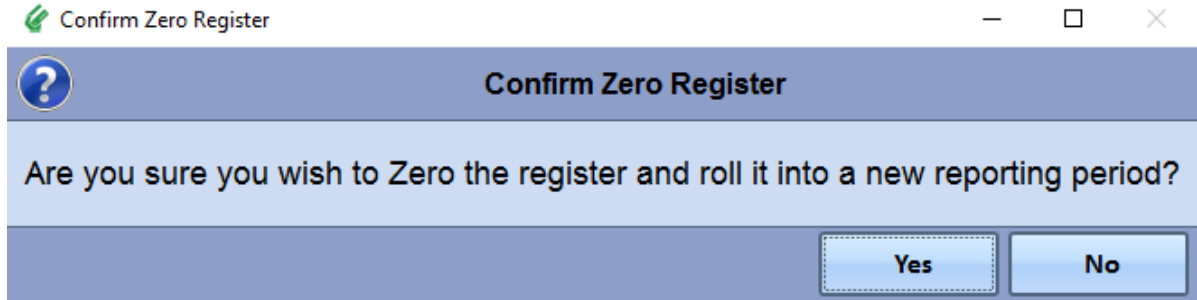 Confirm Zero Register
Confirm Zero Register
Are you sure you wish to Zero the register and roll it into a new reporting period?
Yes No